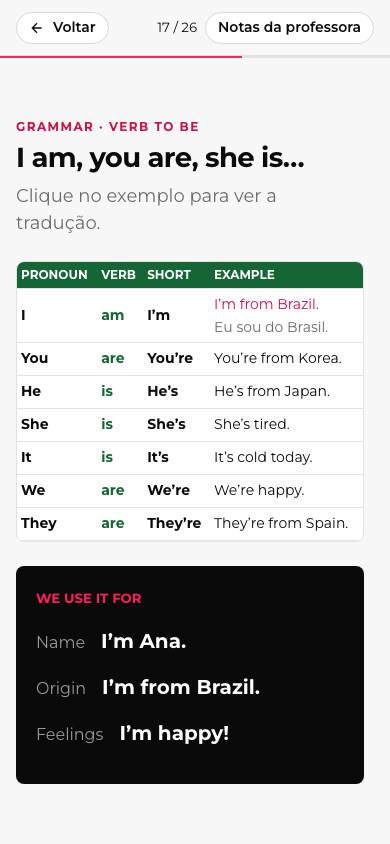 ← Voltar 17 / 26 Notas da professora
GRAMMAR · VERB TO BE
I am, you are, she is...
Clique no exemplo para ver a
tradução.
PRONOUN VERB SHORT EXAMPLE
I am I’m I’m from Brazil.
Eu sou do Brasil.
You are You’re You’re from Korea.
He is He’s He’s from Japan.
She is She’s She’s tired.
It is It’s It’s cold today.
We are We’re We’re happy.
They are They’re They’re from Spain.
WE USE IT FOR
Name I’m Ana.
Origin I’m from Brazil.
Feelings I’m happy!